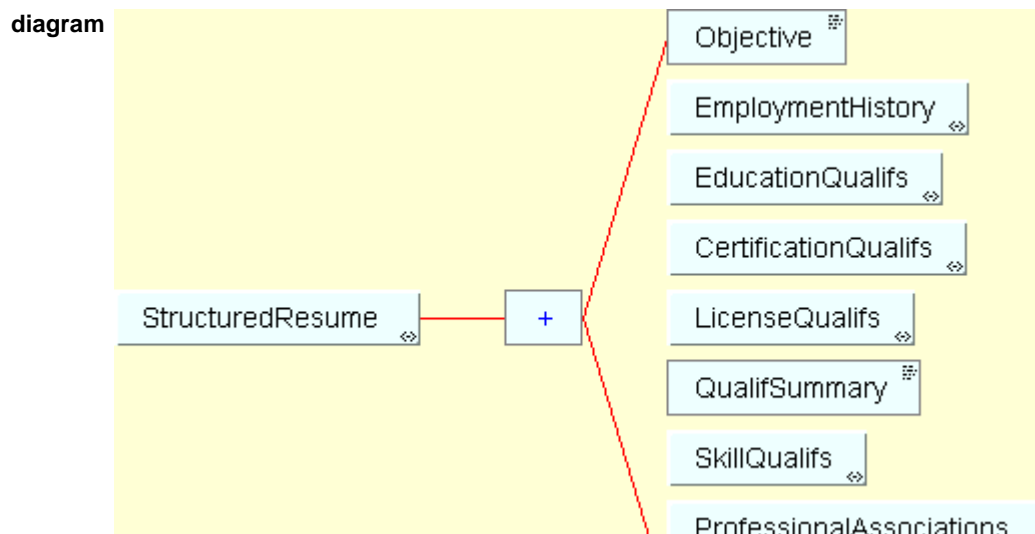 diagram
Objective
EmploymentHistory
EducationQualifs
CertificationQualifs
StructuredResume
+
LicenseQualifs
QualifSummary
SkillQualifs
ProfessionalAssociations